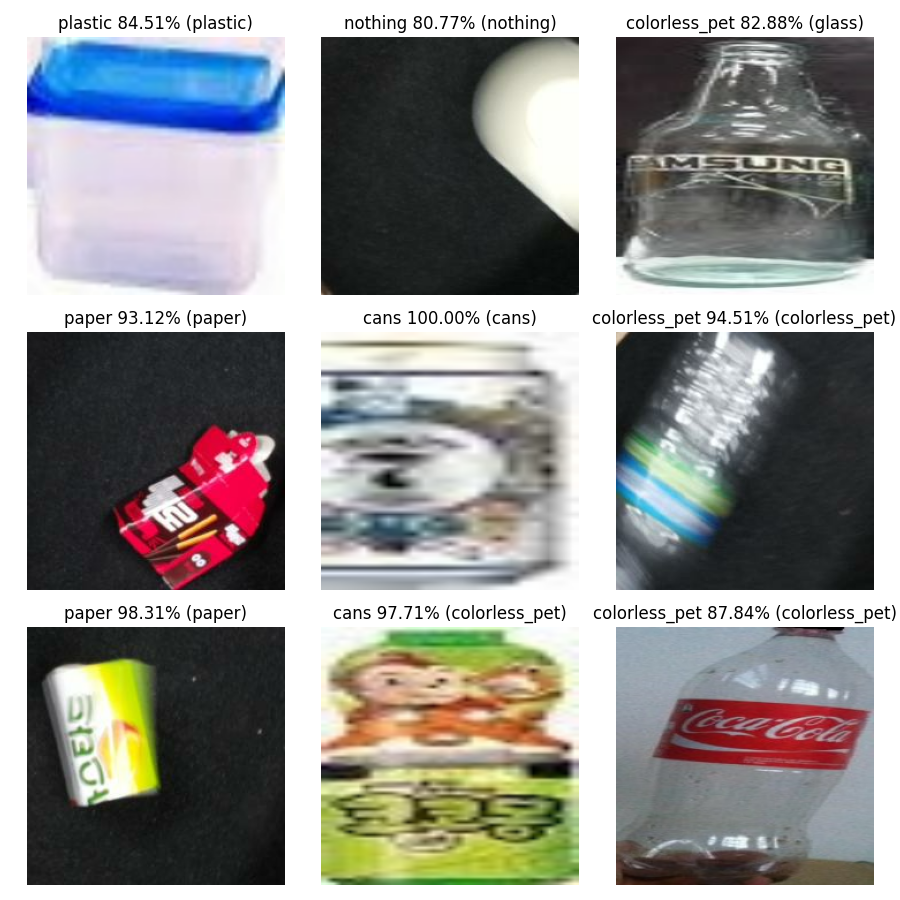 plastic 84.51% (plastic)
nothing 80.77% (nothing)
colorless_pet 82.88% (glass)
SAMSUNG
paper 93.12% (paper)
cans 100.00% (cans)
colorless_pet 94.51% (colorless_pet)
paper 98.31% (paper)
cans 97.71% (colorless_pet)
colorless_pet 87.84% (colorless_pet)
Coca-Cola